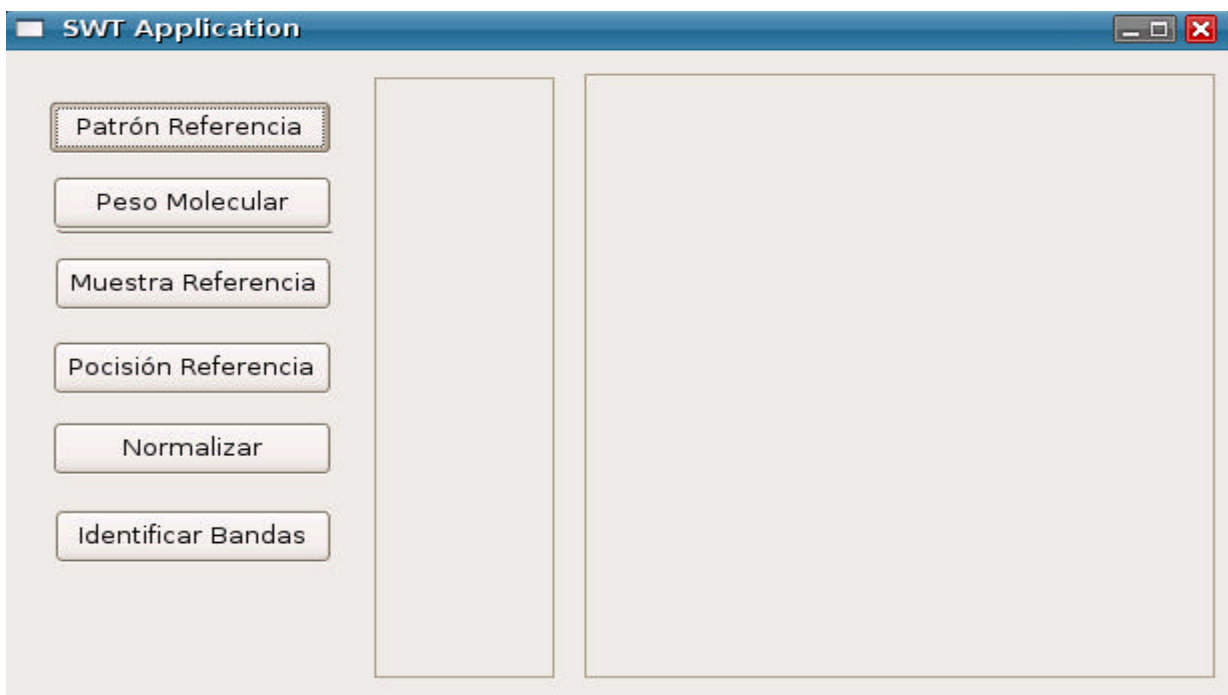 SWT Application
Patrón Referencia
Peso Molecular
Muestra Referencia
Pocisión Referencia
Normalizar
Identificar Bandas